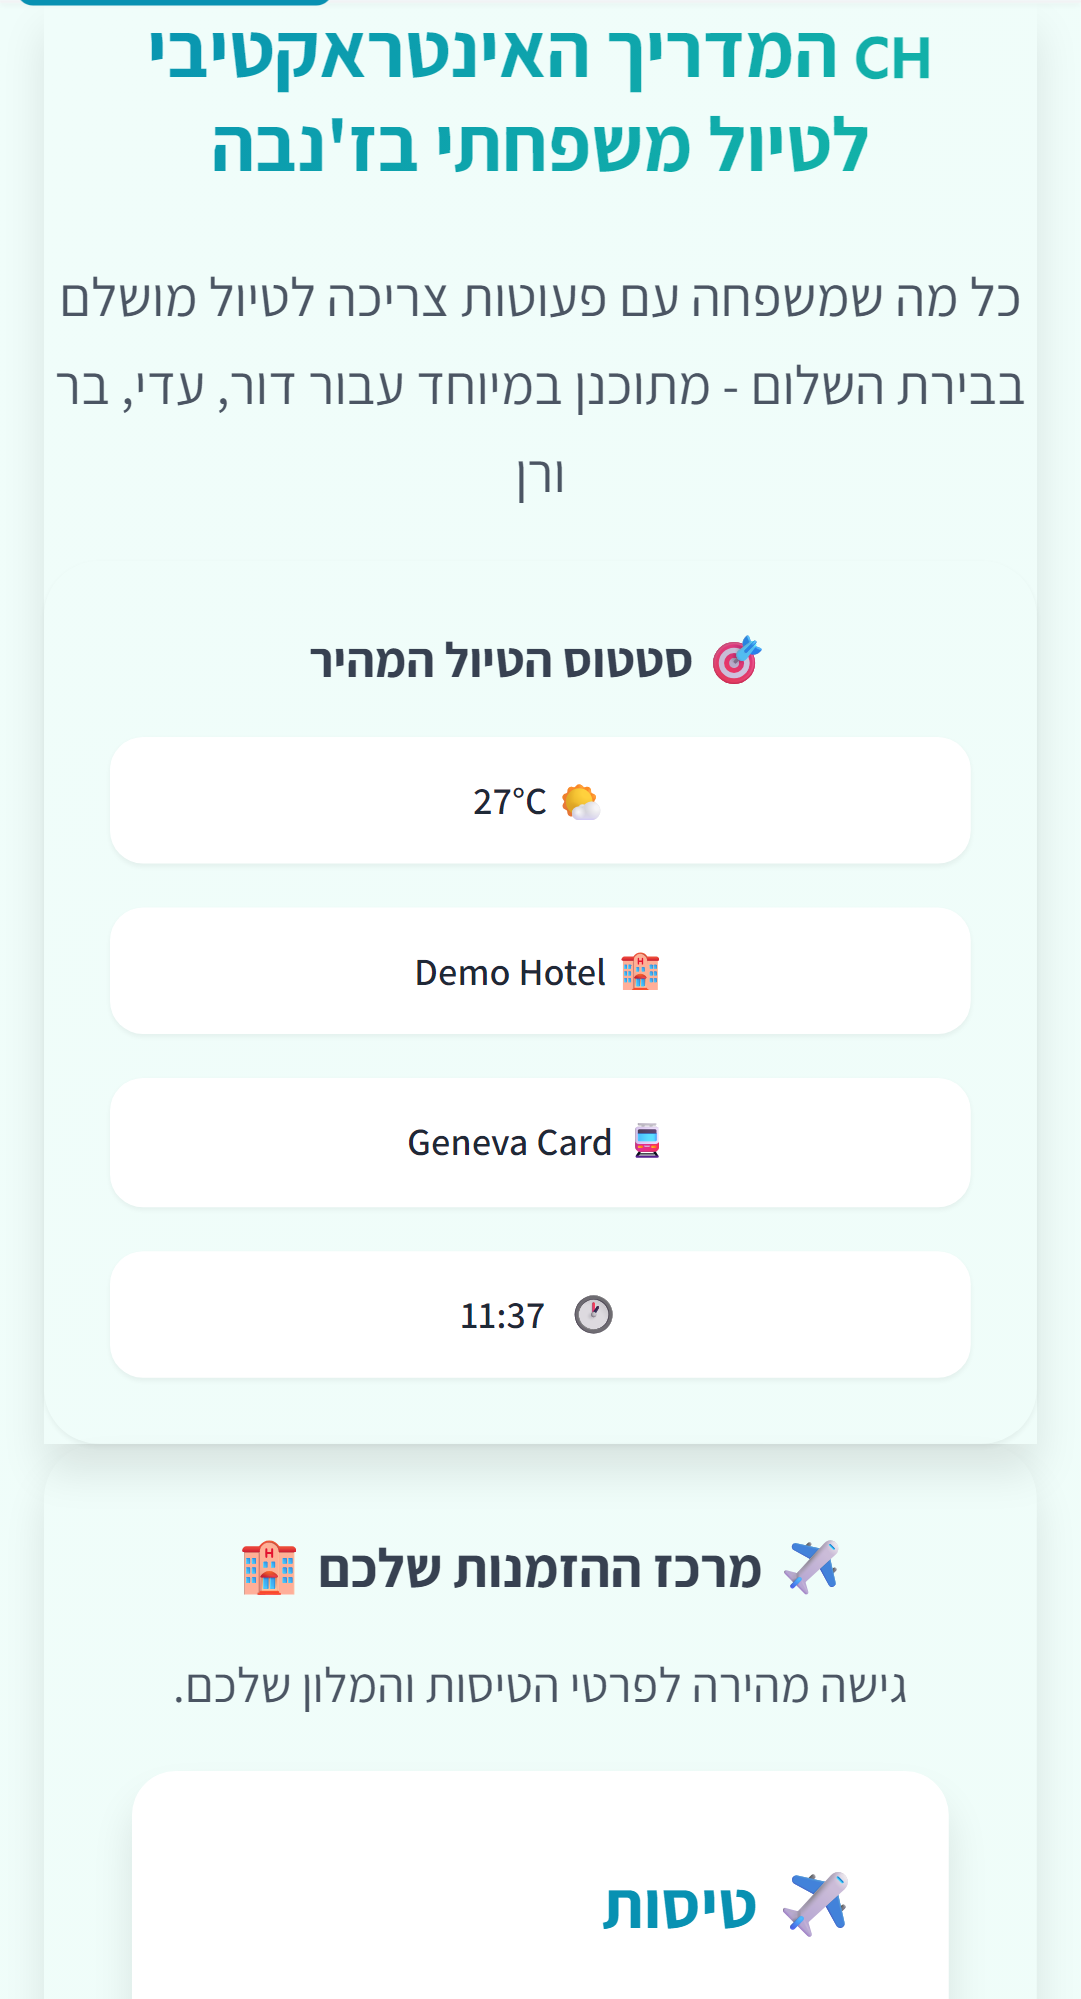 CH המדריך האינטראקטיבי
לטיול משפחתי בז'נבה
כל מה שמשפחה עם פעוטות צריכה לטיול מושלם
בבירת השלום - מתוכנן במיוחד עבור דור, עדי, בר
ורן
🎯 סטטוס הטיול המהיר
🌤️ 27°C
🏨 Demo Hotel
🚆 Geneva Card
🕐 11:37
✈️ מרכז ההזמנות שלכם 🏨
גישה מהירה לפרטי הטיסות והמלון שלכם.
✈️ טיסות